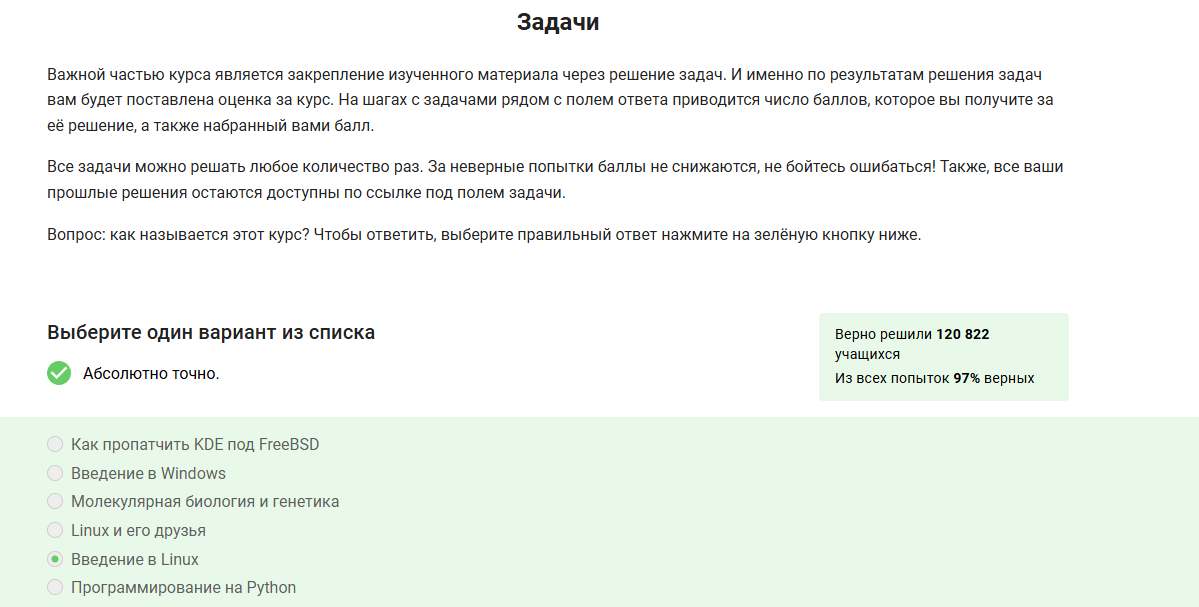 Задачи
Важной частью курса является закрепление изученного материала через решение задач. И именно по результатам решения задач
вам будет поставлена оценка за курс. На шагах с задачами рядом с полем ответа приводится число баллов, которое вы получите за
её решение, а также набранный вами балл.
Все задачи можно решать любое количество раз. За неверные попытки баллы не снижаются, не бойтесь ошибаться! Также, все ваши
прошлые решения остаются доступны по ссылке под полем задачи.
Вопрос: как называется этот курс? Чтобы ответить, выберите правильный ответ нажмите на зелёную кнопку ниже.
Выберите один вариант из списка
Абсолютно точно.
Верно решили 120 822
учащихся
Из всех попыток 97% верных
Как пропатчить KDE под FreeBSD
Введение в Windows
Молекулярная биология и генетика
Linux и его друзья
Введение в Linux
Программирование на Python